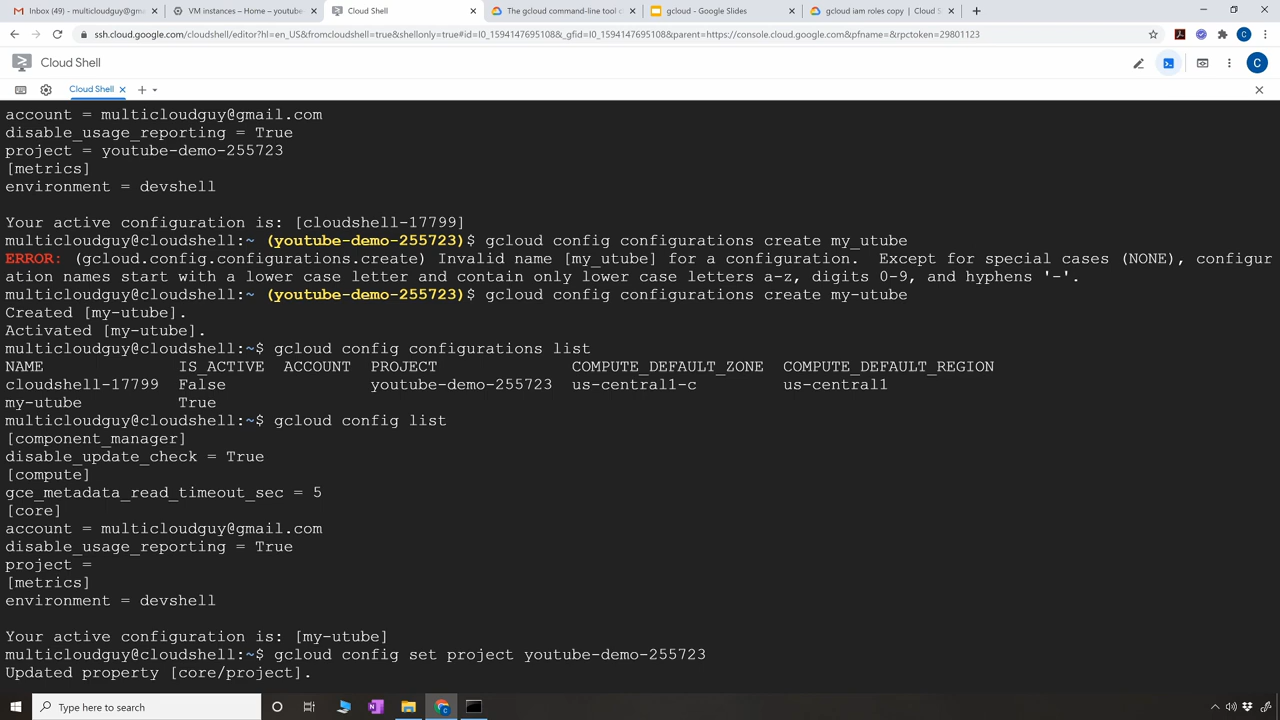 Inbox (49) - multicloudguy@gma
VM instances – Home – youtube
Cloud Shell
The gcloud command-line tool c
gcloud - Google Slides
gcloud iam roles copy | Cloud S
ssh.cloud.google.com/cloudshell/editor?hl=en_US&fromcloudshell=true&shellonly=true#id=I0_1594147695108&_gfid=I0_1594147695108&parent=https://console.cloud.google.com&pfname=&rpctoken=29801123
C
Cloud Shell
C
Cloud Shell
account = multicloudguy@gmail.com
disable_usage_reporting = True
project = youtube-demo-255723
[metrics]
environment = devshell
Your active configuration is: [cloudshell-17799]
multicloudguy@cloudshell:~ (youtube-demo-255723)$ gcloud config configurations create my_utube
ERROR: (gcloud.config.configurations.create) Invalid name [my_utube] for a configuration.  Except for special cases (NONE), configur
ation names start with a lower case letter and contain only lower case letters a-z, digits 0-9, and hyphens '-'.
multicloudguy@cloudshell:~ (youtube-demo-255723)$ gcloud config configurations create my-utube
Created [my-utube].
Activated [my-utube].
multicloudguy@cloudshell:~$ gcloud config configurations list
NAME IS_ACTIVE ACCOUNT PROJECT COMPUTE_DEFAULT_ZONE COMPUTE_DEFAULT_REGION
cloudshell-17799 False youtube-demo-255723 us-central1-c us-central1
my-utube True
multicloudguy@cloudshell:~$ gcloud config list
[component_manager]
disable_update_check = True
[compute]
gce_metadata_read_timeout_sec = 5
[core]
account = multicloudguy@gmail.com
disable_usage_reporting = True
project =
[metrics]
environment = devshell
Your active configuration is: [my-utube]
multicloudguy@cloudshell:~$ gcloud config set project youtube-demo-255723
Updated property [core/project].
Type here to search